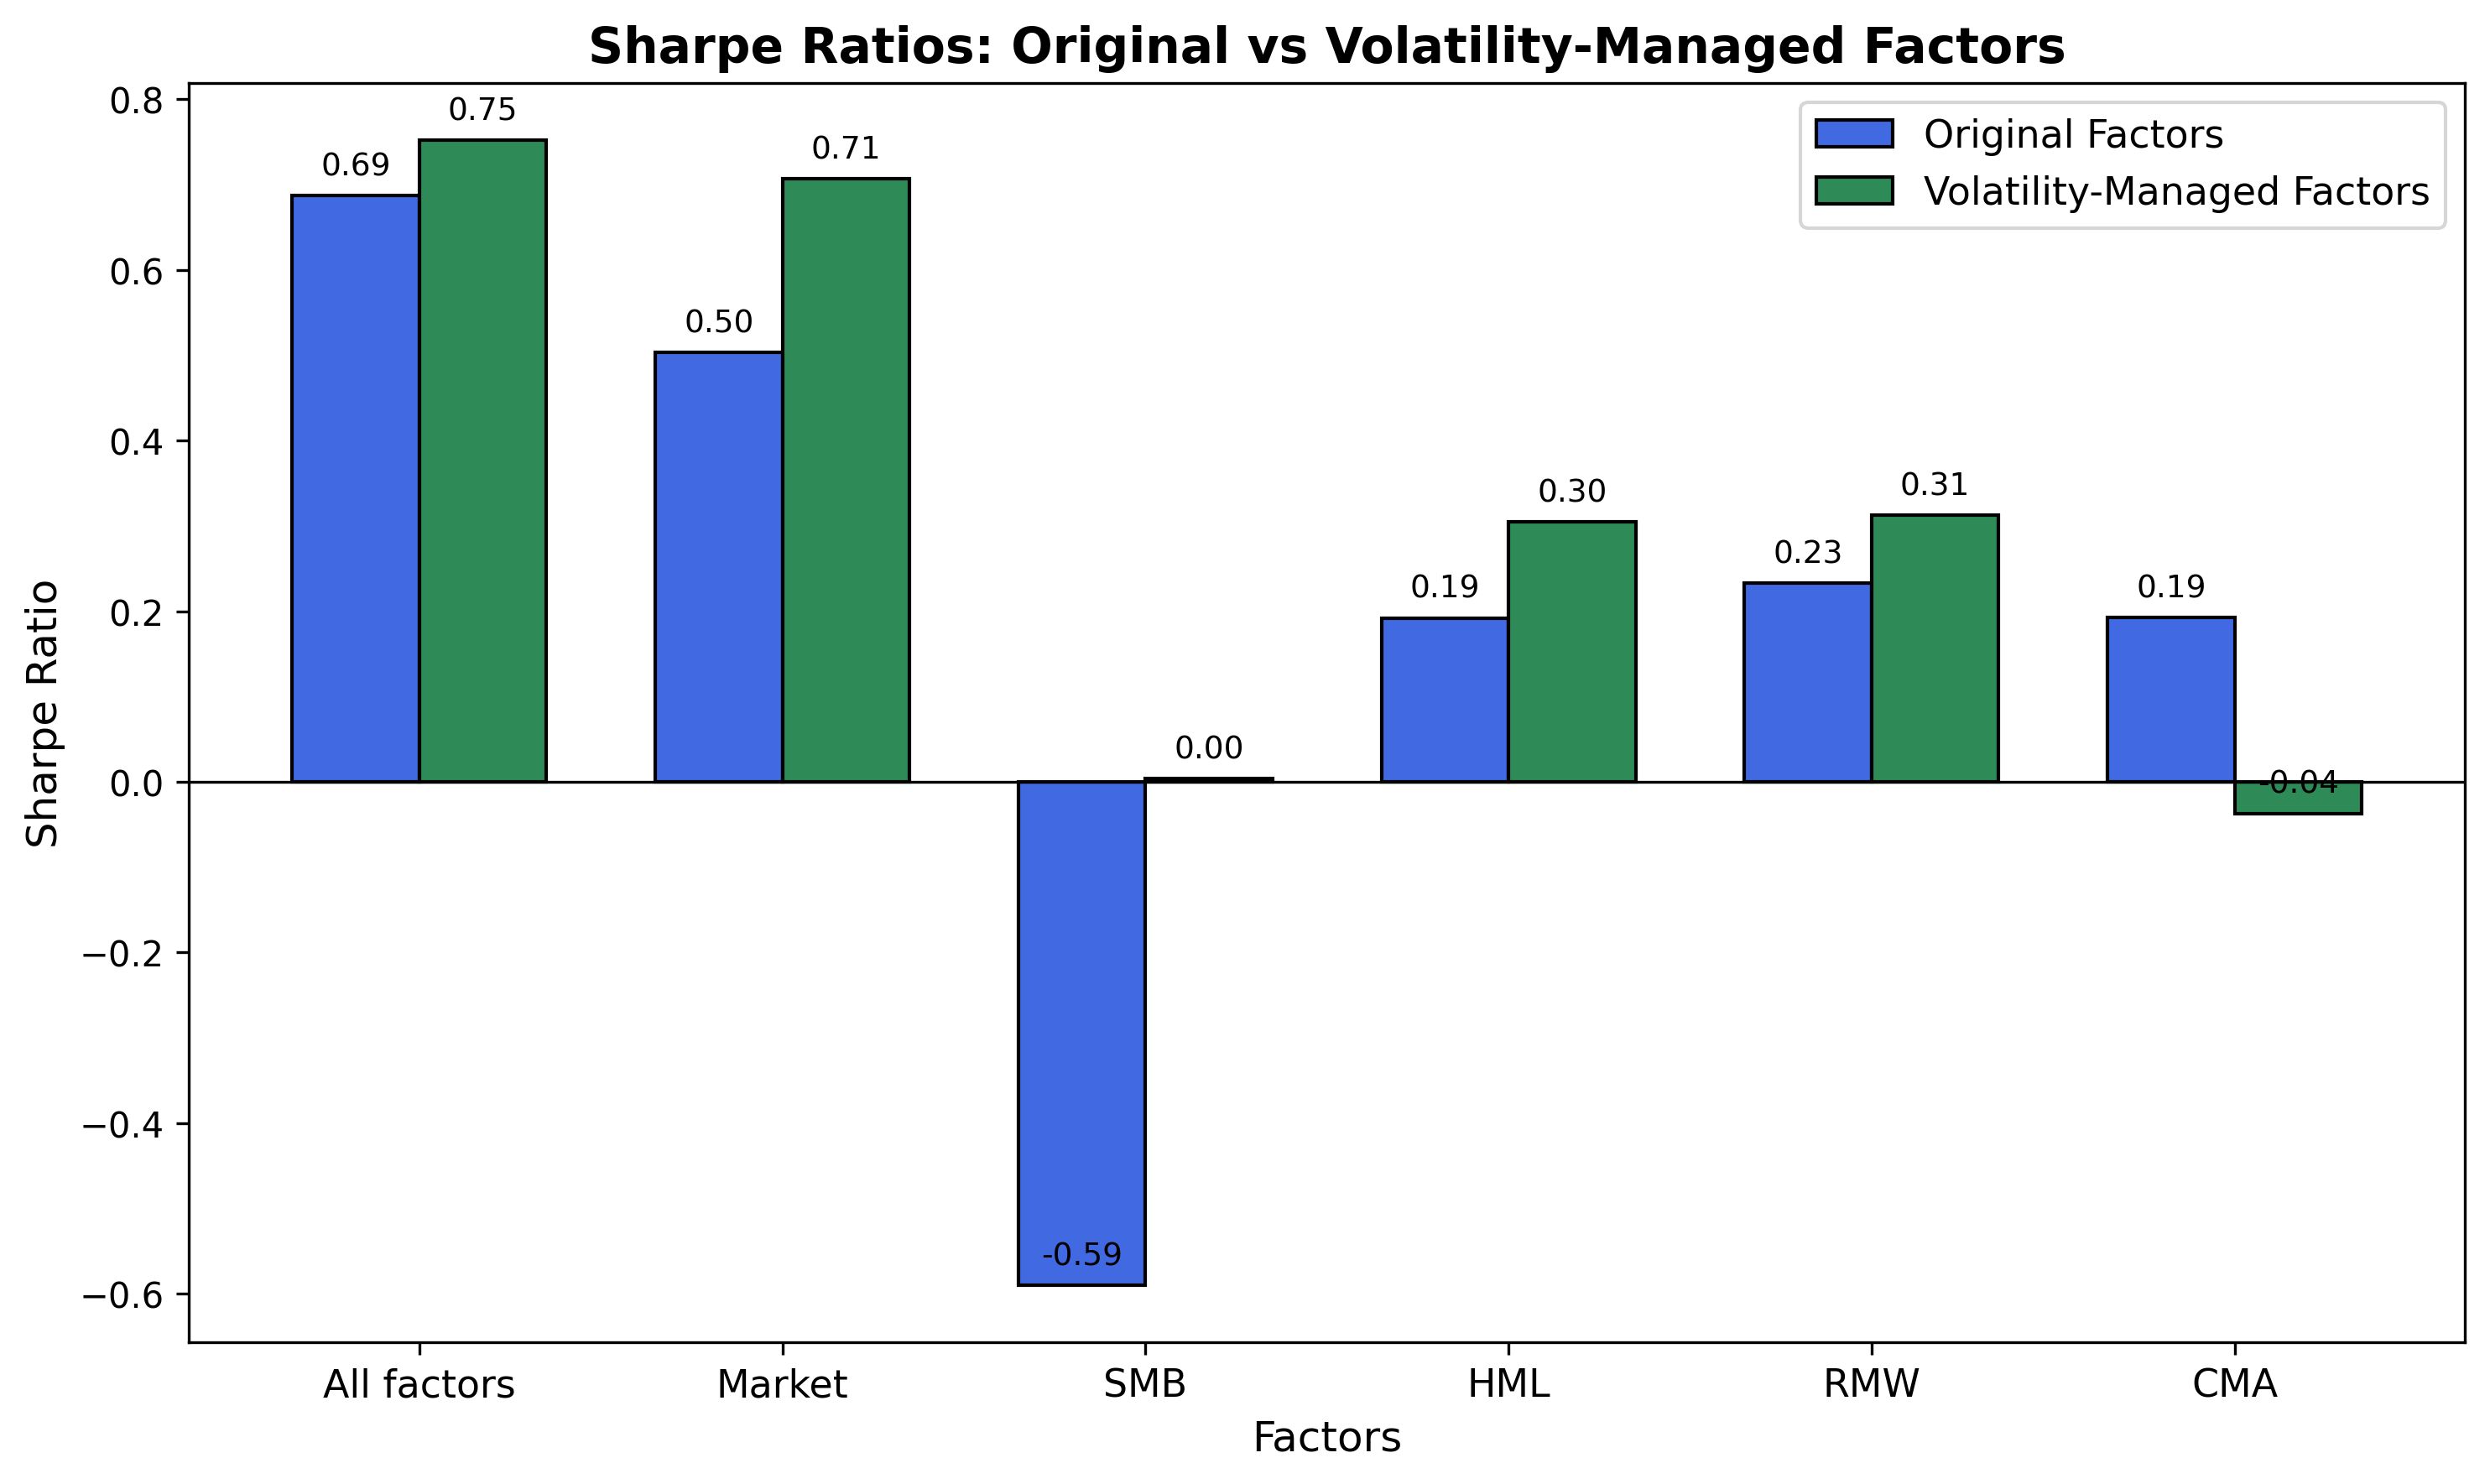 Sharpe Ratios: Original vs Volatility-Managed Factors
Original Factors
Volatility-Managed Factors
Sharpe Ratio
0.8
0.6
0.4
0.2
0.0
−0.2
−0.4
−0.6
0.69
0.75
0.50
0.71
-0.59
0.00
0.19
0.30
0.23
0.31
0.19
-0.04
All factors
Market
SMB
HML
RMW
CMA
Factors